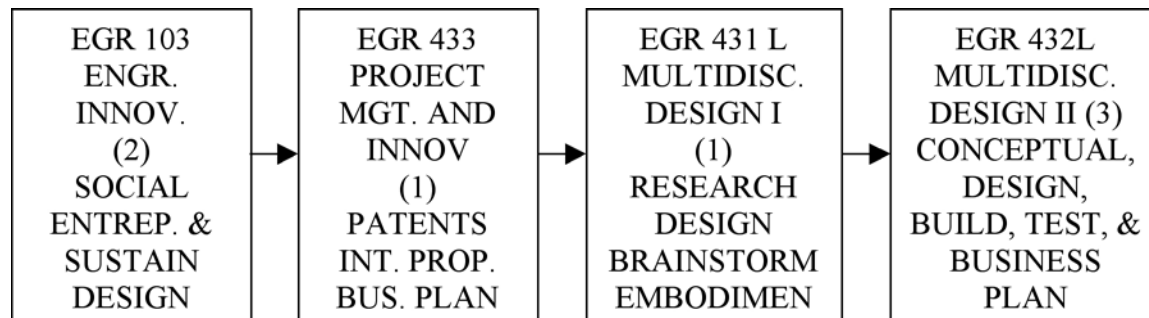 EGR 103
ENGR.
INNOV.
(2)
SOCIAL
ENTREP. &
SUSTAIN
DESIGN
EGR 433
PROJECT
MGT. AND
INNOV
(1)
PATENTS
INT. PROP.
BUS. PLAN
EGR 431 L
MULTIDISC.
DESIGN I
(1)
RESEARCH
DESIGN
BRAINSTORM
EMBODIMEN
EGR 432L
MULTIDISC.
DESIGN II (3)
CONCEPTUAL,
DESIGN,
BUILD, TEST, &
BUSINESS
PLAN